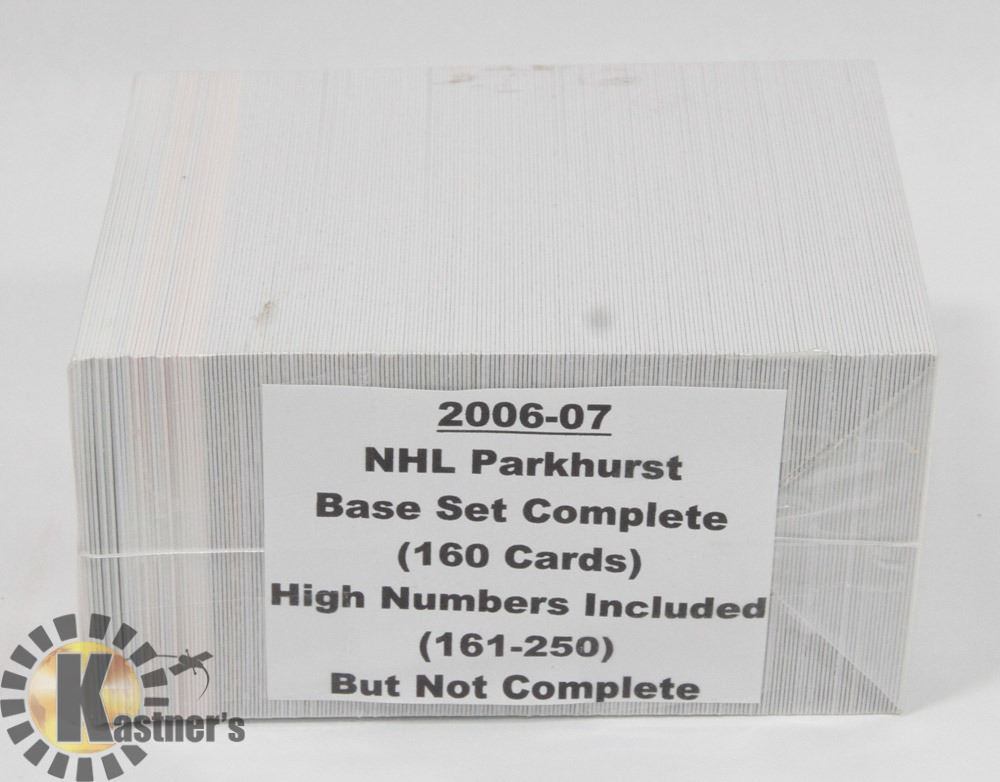 2006-07
NHL Parkhurst
Base Set Complete
(160 Cards)
High Numbers Included
(161-250)
But Not Complete
Kastner's